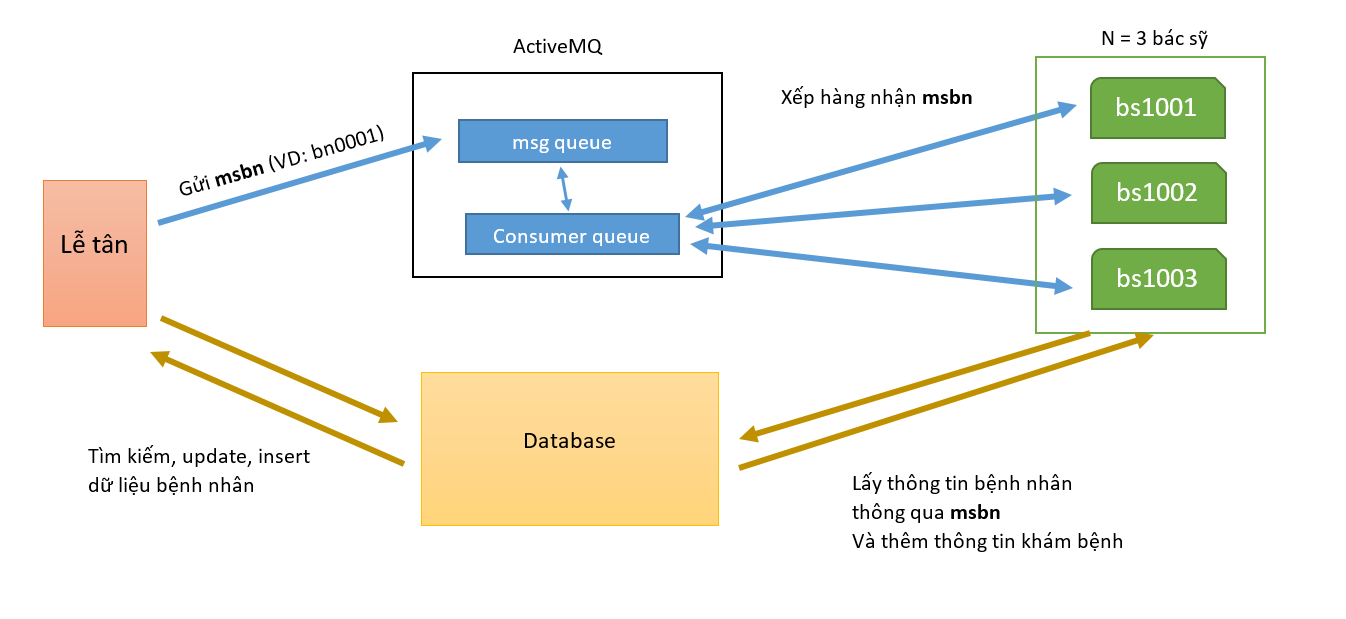 N = 3 bác sỹ
ActiveMQ
Xếp hàng nhận msbn
bs1001
Gửi msbn (VD: bn0001)
msg queue
bs1002
Lễ tân
Consumer queue
bs1003
Database
Tìm kiếm, update, insert
dữ liệu bệnh nhân
Lấy thông tin bệnh nhân
thông qua msbn
Và thêm thông tin khám bệnh